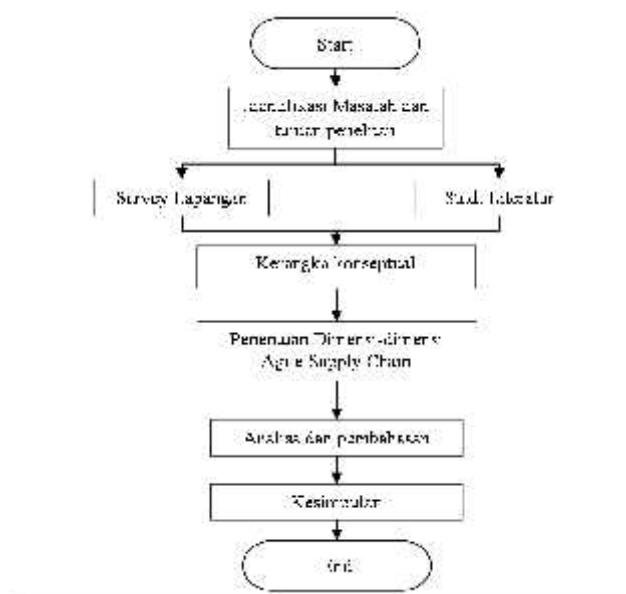 Start
Identifikasi Masalah dan
tujuan penelitian
Survey Lapangan
Studi Literatur
Kerangka konseptual
Penentuan Dimensi-dimensi
Agile Supply Chain
Analisa dan pembahasan
Kesimpulan
End